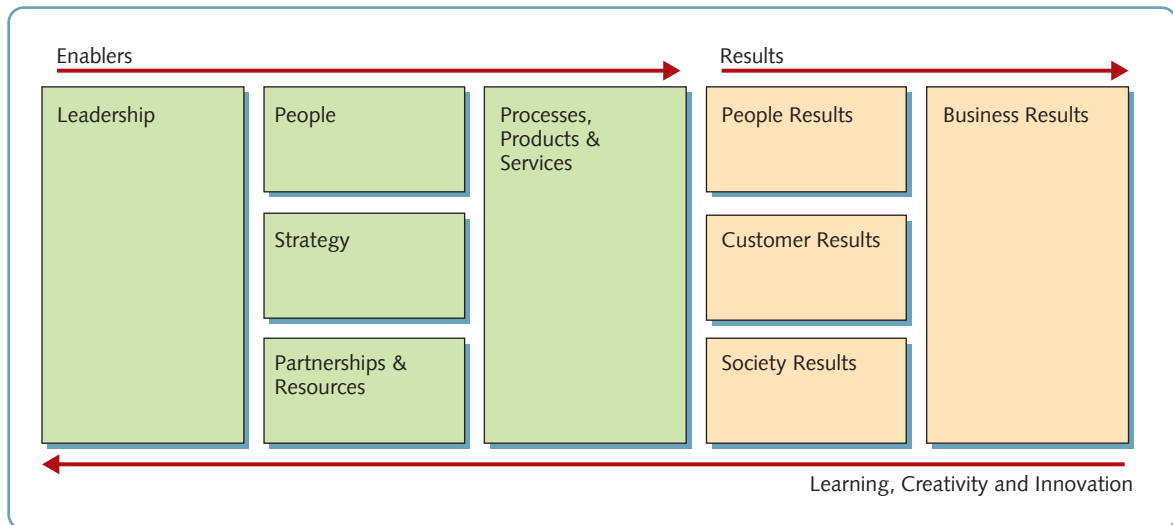 Enablers
Results
Leadership
People
Processes,
Products &
Services
People Results
Business Results
Strategy
Customer Results
Partnerships &
Resources
Society Results
Learning, Creativity and Innovation